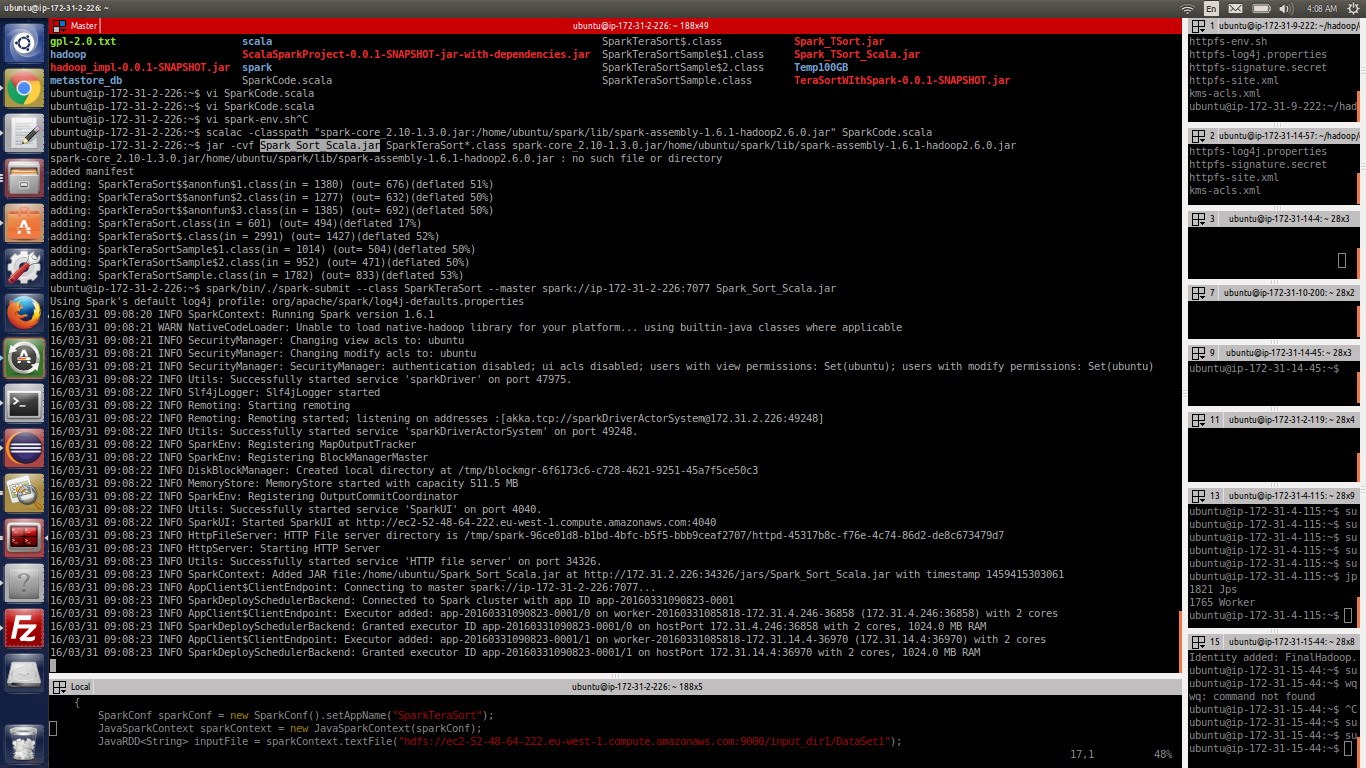 ubuntu@ip-172-31-2-226: ~
En
4:08 AM
Master
ubuntu@ip-172-31-2-226: ~ 188x49
gpl-2.0.txt scala SparkTeraSort$.class Spark_TSort.jar
hadoop ScalaSparkProject-0.0.1-SNAPSHOT-jar-with-dependencies.jar SparkTeraSortSample$1.class Spark_TSort_Scala.jar
hadoop_impl-0.0.1-SNAPSHOT.jar spark SparkTeraSortSample$2.class Temp100GB
metastore_db SparkCode.scala SparkTeraSortSample.class TeraSortWIthSpark-0.0.1-SNAPSHOT.jar
ubuntu@ip-172-31-2-226:~$ vi SparkCode.scala
ubuntu@ip-172-31-2-226:~$ vi SparkCode.scala
ubuntu@ip-172-31-2-226:~$ vi spark-env.sh^C
ubuntu@ip-172-31-2-226:~$ scalac -classpath "spark-core_2.10-1.3.0.jar:/home/ubuntu/spark/lib/spark-assembly-1.6.1-hadoop2.6.0.jar" SparkCode.scala
ubuntu@ip-172-31-2-226:~$ jar -cvf Spark_Sort_Scala.jar SparkTeraSort*.class spark-core_2.10-1.3.0.jar/home/ubuntu/spark/lib/spark-assembly-1.6.1-hadoop2.6.0.jar
spark-core_2.10-1.3.0.jar/home/ubuntu/spark/lib/spark-assembly-1.6.1-hadoop2.6.0.jar : no such file or directory
added manifest
adding: SparkTeraSort$$anonfun$1.class(in = 1380) (out= 676)(deflated 51%)
adding: SparkTeraSort$$anonfun$2.class(in = 1277) (out= 632)(deflated 50%)
adding: SparkTeraSort$$anonfun$3.class(in = 1385) (out= 692)(deflated 50%)
adding: SparkTeraSort.class(in = 601) (out= 494)(deflated 17%)
adding: SparkTeraSort$.class(in = 2991) (out= 1427)(deflated 52%)
adding: SparkTeraSortSample$1.class(in = 1014) (out= 504)(deflated 50%)
adding: SparkTeraSortSample$2.class(in = 952) (out= 471)(deflated 50%)
adding: SparkTeraSortSample.class(in = 1782) (out= 833)(deflated 53%)
ubuntu@ip-172-31-2-226:~$ spark/bin/./spark-submit --class SparkTeraSort --master spark://ip-172-31-2-226:7077 Spark_Sort_Scala.jar
Using Spark's default log4j profile: org/apache/spark/log4j-defaults.properties
16/03/31 09:08:20 INFO SparkContext: Running Spark version 1.6.1
16/03/31 09:08:21 WARN NativeCodeLoader: Unable to load native-hadoop library for your platform... using builtin-java classes where applicable
16/03/31 09:08:21 INFO SecurityManager: Changing view acls to: ubuntu
16/03/31 09:08:21 INFO SecurityManager: Changing modify acls to: ubuntu
16/03/31 09:08:21 INFO SecurityManager: SecurityManager: authentication disabled; ui acls disabled; users with view permissions: Set(ubuntu); users with modify permissions: Set(ubuntu)
16/03/31 09:08:22 INFO Utils: Successfully started service 'sparkDriver' on port 47975.
16/03/31 09:08:22 INFO Slf4jLogger: Slf4jLogger started
16/03/31 09:08:22 INFO Remoting: Starting remoting
16/03/31 09:08:22 INFO Remoting: Remoting started; listening on addresses :[akka.tcp://sparkDriverActorSystem@172.31.2.226:49248]
16/03/31 09:08:22 INFO Utils: Successfully started service 'sparkDriverActorSystem' on port 49248.
16/03/31 09:08:22 INFO SparkEnv: Registering MapOutputTracker
16/03/31 09:08:22 INFO SparkEnv: Registering BlockManagerMaster
16/03/31 09:08:22 INFO DiskBlockManager: Created local directory at /tmp/blockmgr-6f6173c6-c728-4621-9251-45a7f5ce50c3
16/03/31 09:08:22 INFO MemoryStore: MemoryStore started with capacity 511.5 MB
16/03/31 09:08:22 INFO SparkEnv: Registering OutputCommitCoordinator
16/03/31 09:08:22 INFO Utils: Successfully started service 'SparkUI' on port 4040.
16/03/31 09:08:22 INFO SparkUI: Started SparkUI at http://ec2-52-48-64-222.eu-west-1.compute.amazonaws.com:4040
16/03/31 09:08:23 INFO HttpFileServer: HTTP File server directory is /tmp/spark-96ce01d8-b1bd-4bfc-b5f5-bbb9ceaf2707/httpd-45317b8c-f76e-4c74-86d2-de8c673479d7
16/03/31 09:08:23 INFO HttpServer: Starting HTTP Server
16/03/31 09:08:23 INFO Utils: Successfully started service 'HTTP file server' on port 34326.
16/03/31 09:08:23 INFO SparkContext: Added JAR file:/home/ubuntu/Spark_Sort_Scala.jar at http://172.31.2.226:34326/jars/Spark_Sort_Scala.jar with timestamp 1459415303061
16/03/31 09:08:23 INFO AppClient$ClientEndpoint: Connecting to master spark://ip-172-31-2-226:7077...
16/03/31 09:08:23 INFO SparkDeploySchedulerBackend: Connected to Spark cluster with app ID app-20160331090823-0001
16/03/31 09:08:23 INFO AppClient$ClientEndpoint: Executor added: app-20160331090823-0001/0 on worker-20160331085818-172.31.4.246-36858 (172.31.4.246:36858) with 2 cores
16/03/31 09:08:23 INFO SparkDeploySchedulerBackend: Granted executor ID app-20160331090823-0001/0 on hostPort 172.31.4.246:36858 with 2 cores, 1024.0 MB RAM
16/03/31 09:08:23 INFO AppClient$ClientEndpoint: Executor added: app-20160331090823-0001/1 on worker-20160331085818-172.31.14.4-36970 (172.31.14.4:36970) with 2 cores
16/03/31 09:08:23 INFO SparkDeploySchedulerBackend: Granted executor ID app-20160331090823-0001/1 on hostPort 172.31.14.4:36970 with 2 cores, 1024.0 MB RAM
Local
ubuntu@ip-172-31-2-226: ~ 188x5
{
SparkConf sparkConf = new SparkConf().setAppName("SparkTeraSort");
JavaSparkContext sparkContext = new JavaSparkContext(sparkConf);
JavaRDD<String> inputFile = sparkContext.textFile("hdfs://ec2-52-48-64-222.eu-west-1.compute.amazonaws.com:9000/input_dir1/DataSet1");
17,1 48%
1 ubuntu@ip-172-31-9-222: ~/hadoop/
httpfs-env.sh
httpfs-log4j.properties
httpfs-signature.secret
httpfs-site.xml
kms-acls.xml
ubuntu@ip-172-31-9-222:~/had
2 ubuntu@ip-172-31-14-57: ~/hadoop/
httpfs-log4j.properties
httpfs-signature.secret
httpfs-site.xml
kms-acls.xml
3 ubuntu@ip-172-31-14-4: ~ 28x3
7 ubuntu@ip-172-31-10-200: ~ 28x2
9 ubuntu@ip-172-31-14-45: ~ 28x3
ubuntu@ip-172-31-14-45:~$
11 ubuntu@ip-172-31-2-119: ~ 28x4
13 ubuntu@ip-172-31-4-115: ~ 28x9
ubuntu@ip-172-31-4-115:~$ su
ubuntu@ip-172-31-4-115:~$ su
ubuntu@ip-172-31-4-115:~$ su
ubuntu@ip-172-31-4-115:~$ su
ubuntu@ip-172-31-4-115:~$ su
ubuntu@ip-172-31-4-115:~$ jp
1821 Jps
1765 Worker
ubuntu@ip-172-31-4-115:~$
15 ubuntu@ip-172-31-15-44: ~ 28x8
Identity added: FinalHadoop.
ubuntu@ip-172-31-15-44:~$ su
ubuntu@ip-172-31-15-44:~$ wq
wq: command not found
ubuntu@ip-172-31-15-44:~$ ^C
ubuntu@ip-172-31-15-44:~$ su
ubuntu@ip-172-31-15-44:~$ su
ubuntu@ip-172-31-15-44:~$